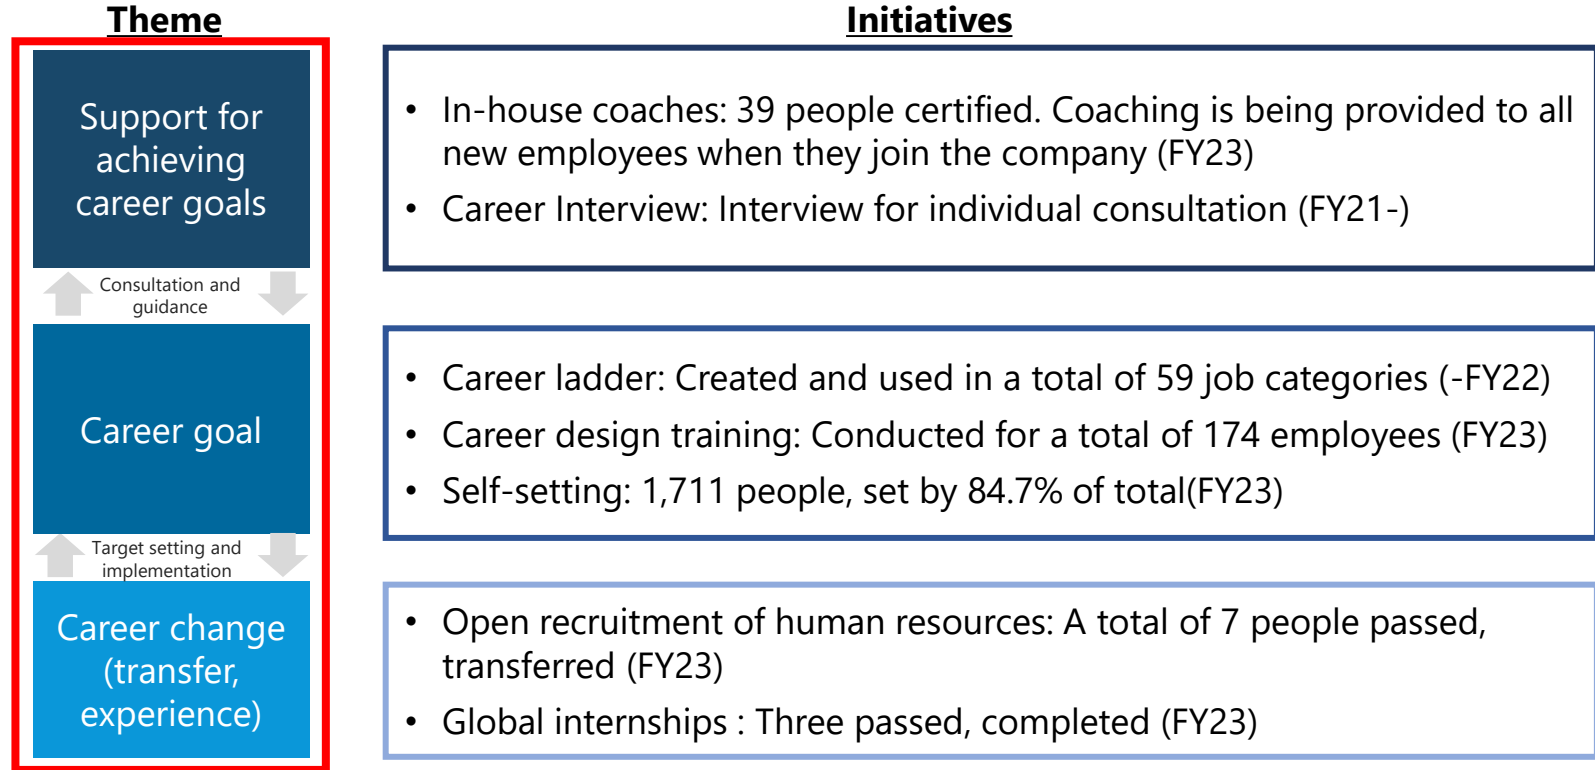 Theme
Initiatives
Support for
achieving
career goals
• In-house coaches: 39 people certified. Coaching is being provided to all
new employees when they join the company (FY23)
• Career Interview: Interview for individual consultation (FY21-)
Consultation and
guidance
Career goal
• Career ladder: Created and used in a total of 59 job categories (-FY22)
• Career design training: Conducted for a total of 174 employees (FY23)
• Self-setting: 1,711 people, set by 84.7% of total(FY23)
Target setting and
implementation
Career change
(transfer,
experience)
• Open recruitment of human resources: A total of 7 people passed,
transferred (FY23)
• Global internships : Three passed, completed (FY23)